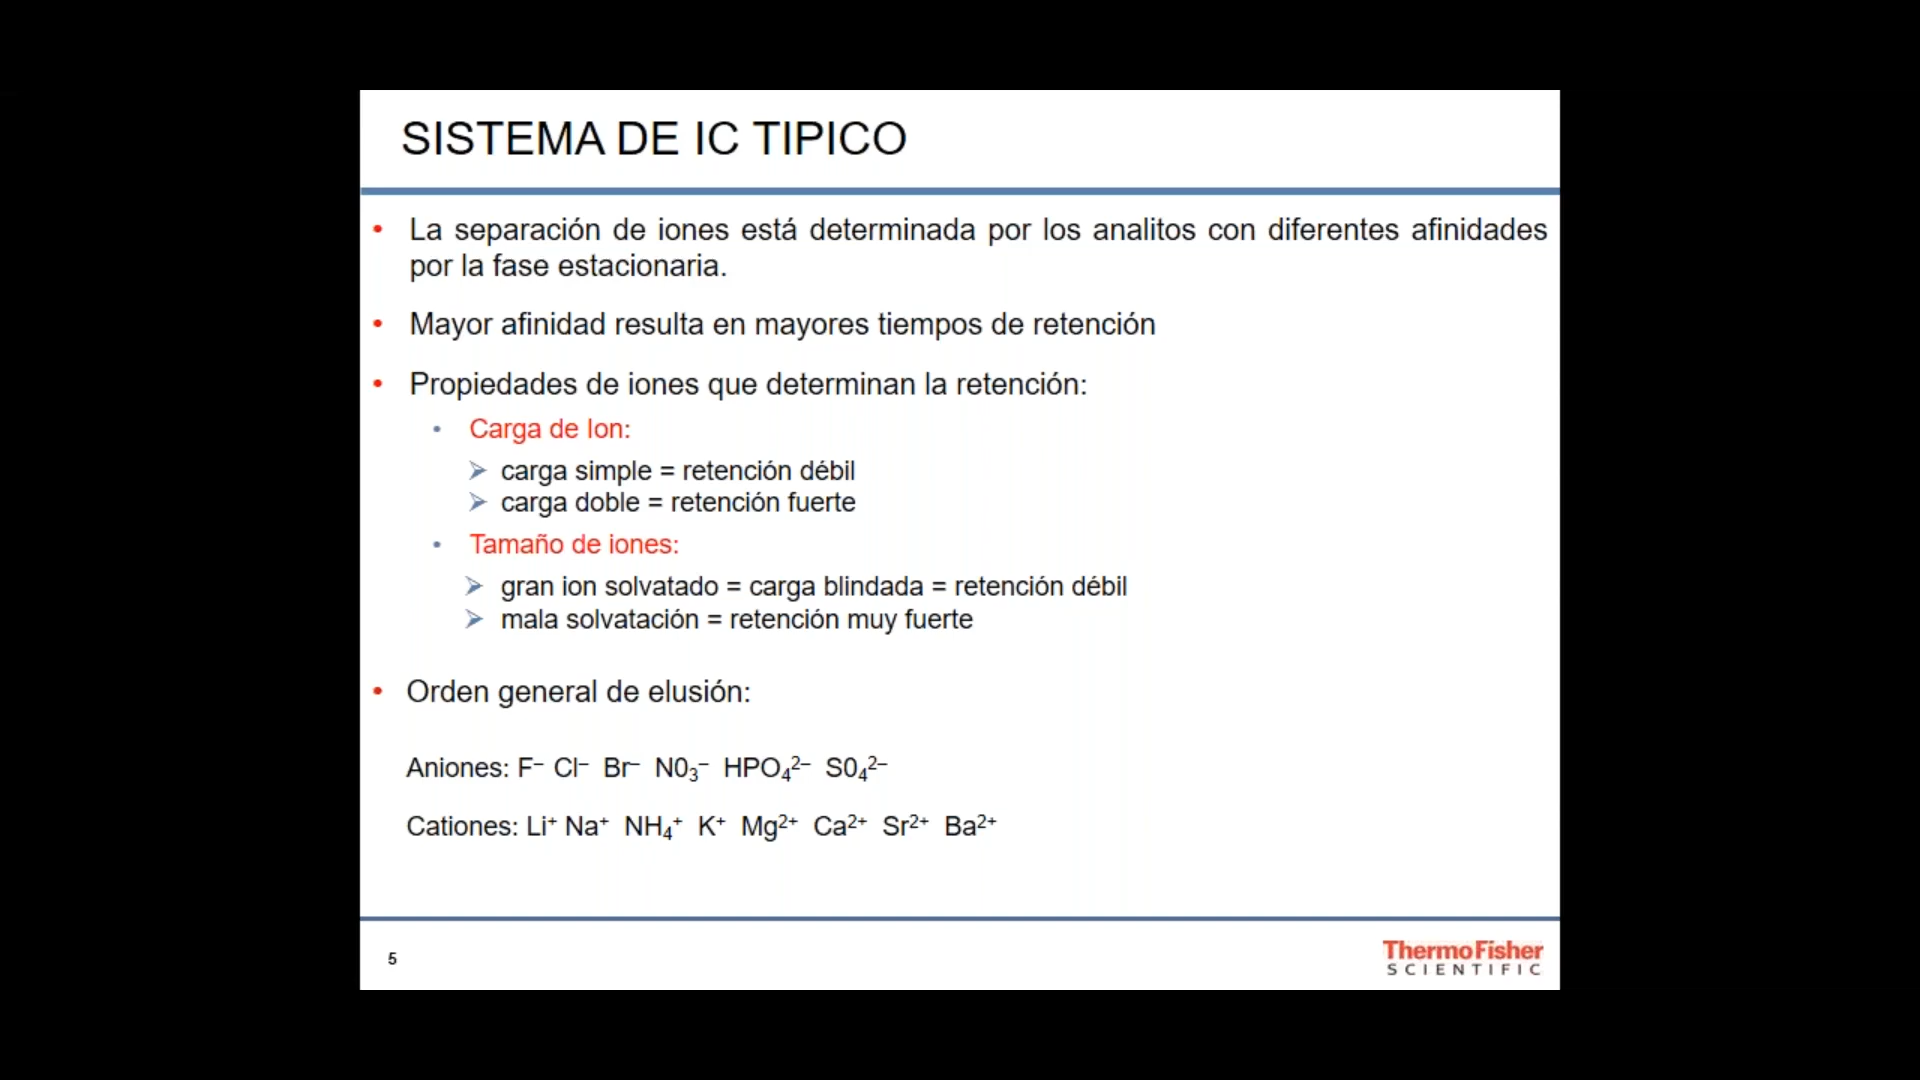 SISTEMA DE IC TIPICO
• La separación de iones está determinada por los analitos con diferentes afinidades
por la fase estacionaria.
• Mayor afinidad resulta en mayores tiempos de retención
• Propiedades de iones que determinan la retención:
• Carga de Ion:
➢ carga simple = retención débil
➢ carga doble = retención fuerte
• Tamaño de iones:
➢ gran ion solvatado = carga blindada = retención débil
➢ mala solvatación = retención muy fuerte
• Orden general de elusión:
Aniones: F⁻ Cl⁻ Br⁻ N0₃⁻ HPO₄²⁻ S0₄²⁻
Cationes: Li⁺ Na⁺ NH₄⁺ K⁺ Mg²⁺ Ca²⁺ Sr²⁺ Ba²⁺
5
ThermoFisher
SCIENTIFIC